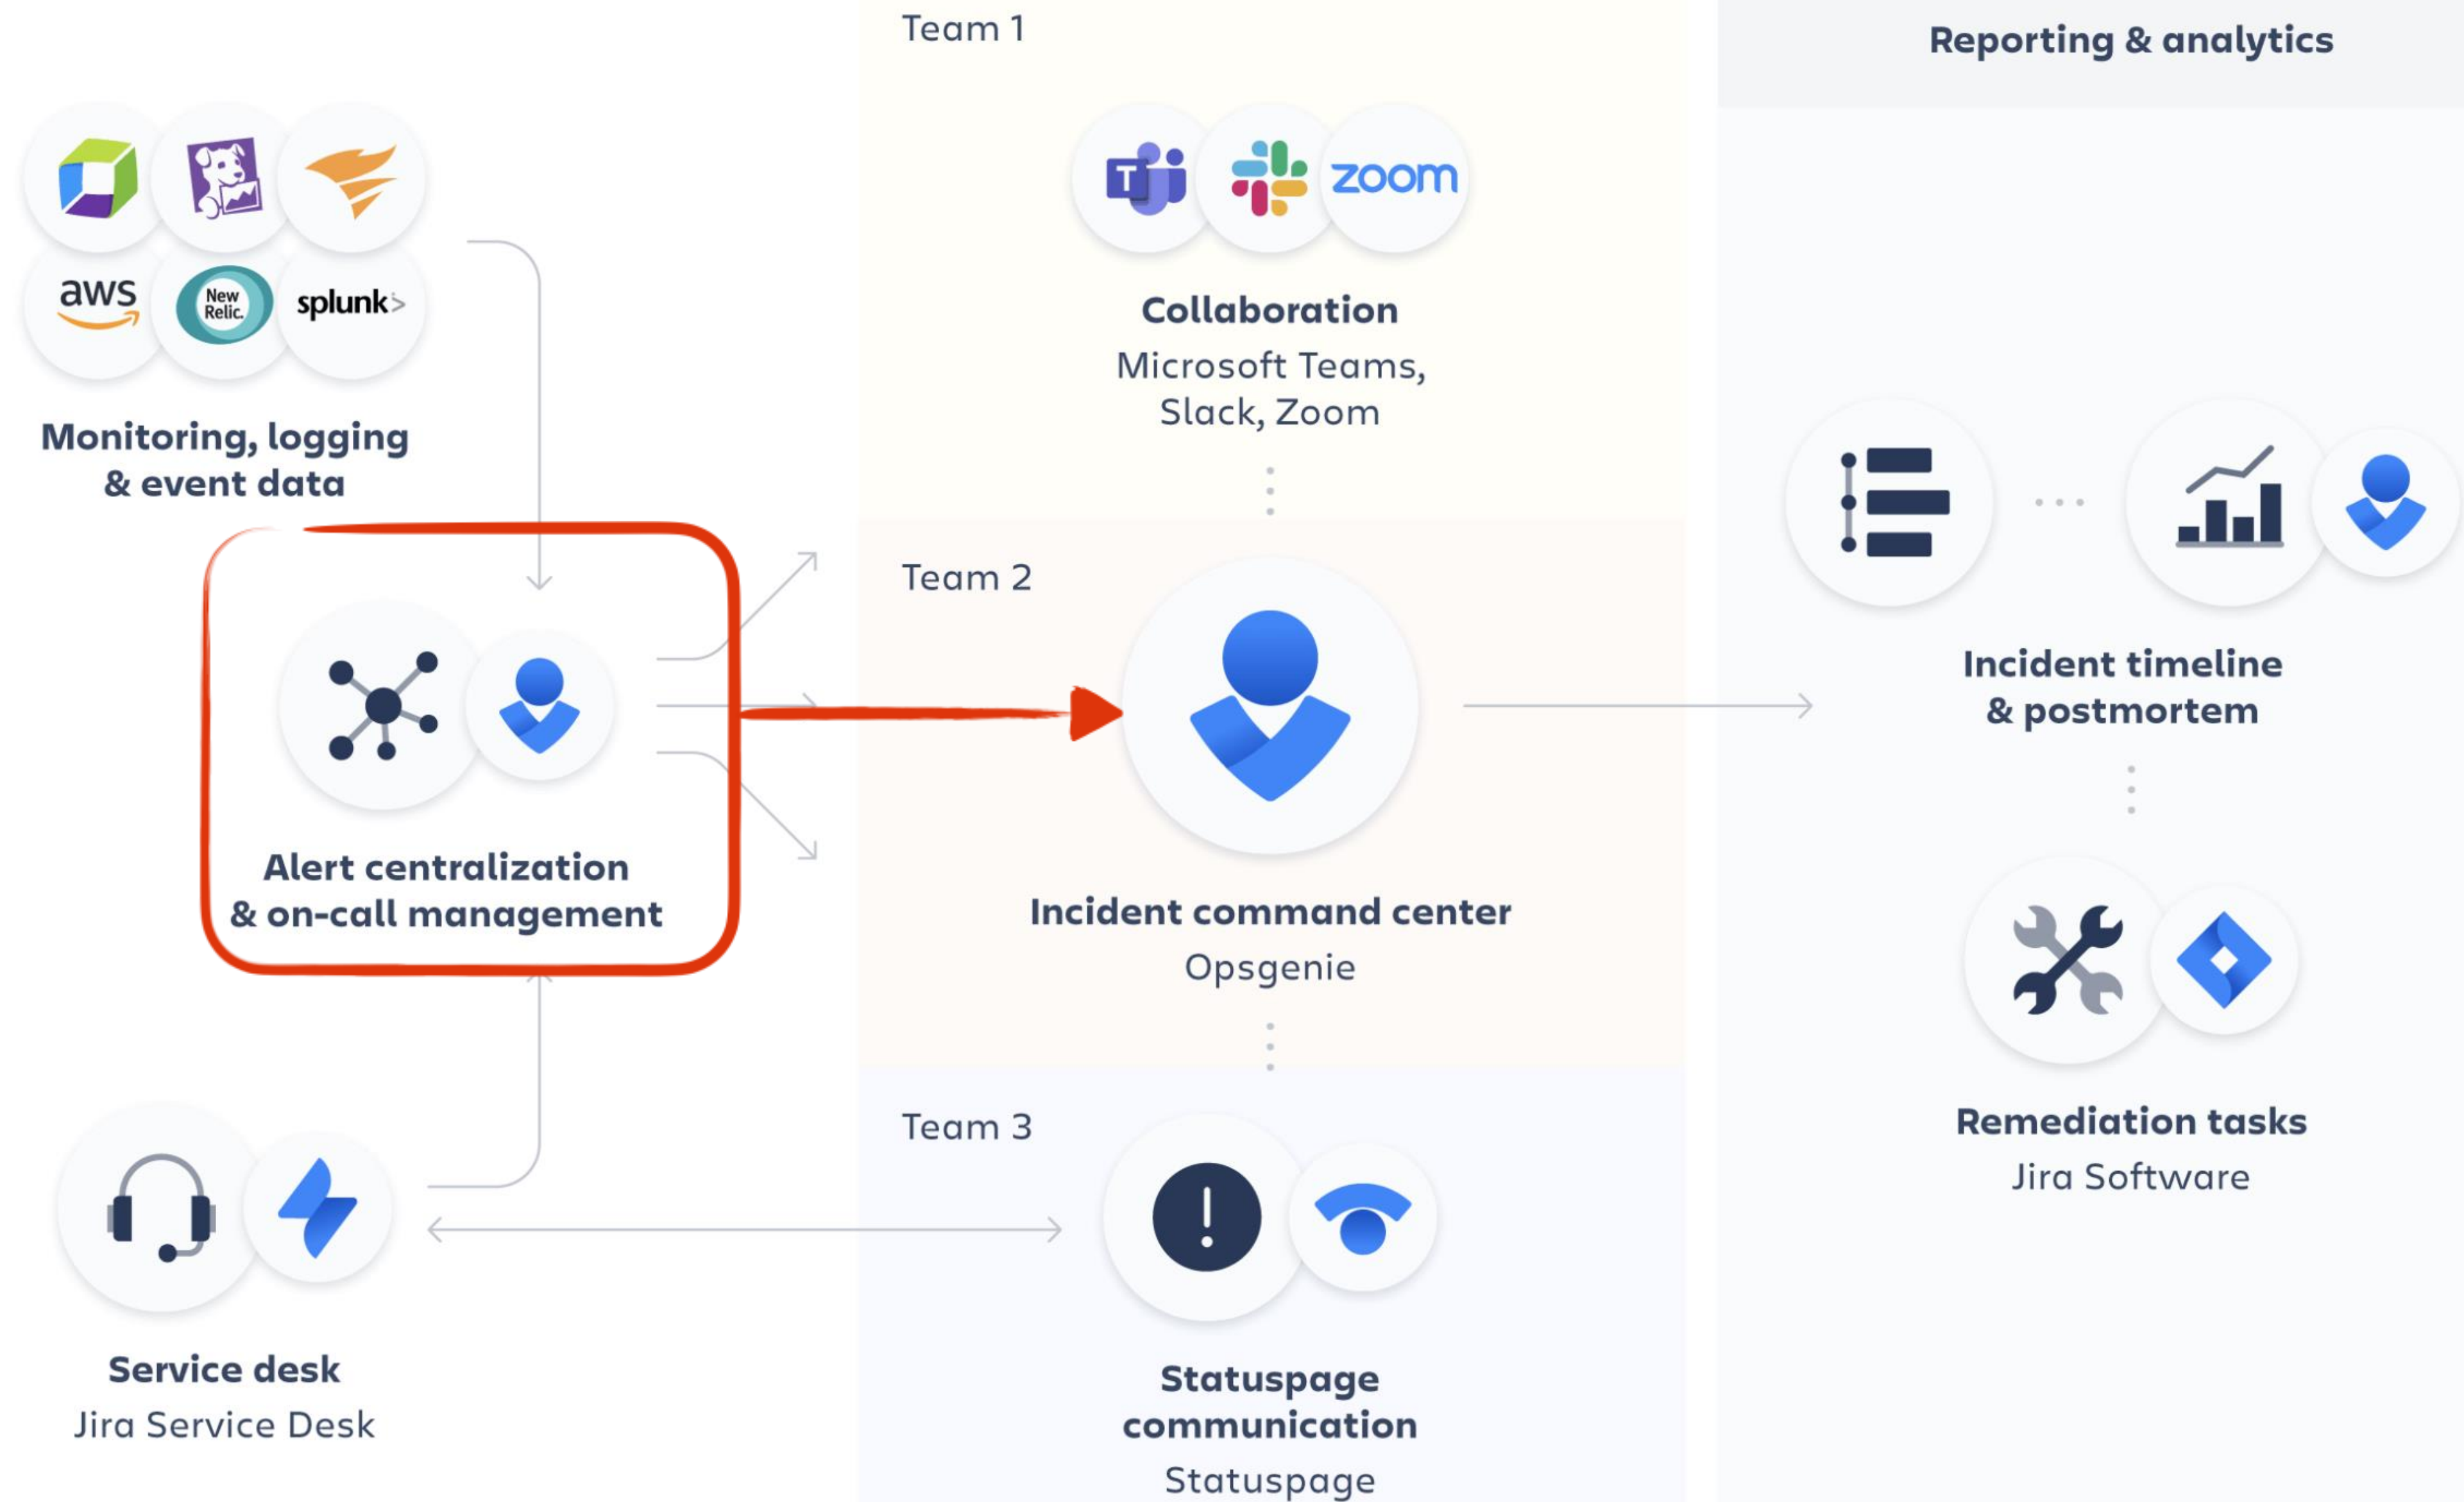 Team 1
Reporting & analytics
T
zoom
aws
New
Relic.
splunk>
Collaboration
Microsoft Teams,
Slack, Zoom
Monitoring, logging
& event data
Team 2
Incident timeline
& postmortem
Alert centralization
& on-call management
Incident command center
Opsgenie
Team 3
Remediation tasks
Jira Software
!
Service desk
Jira Service Desk
Statuspage
communication
Statuspage